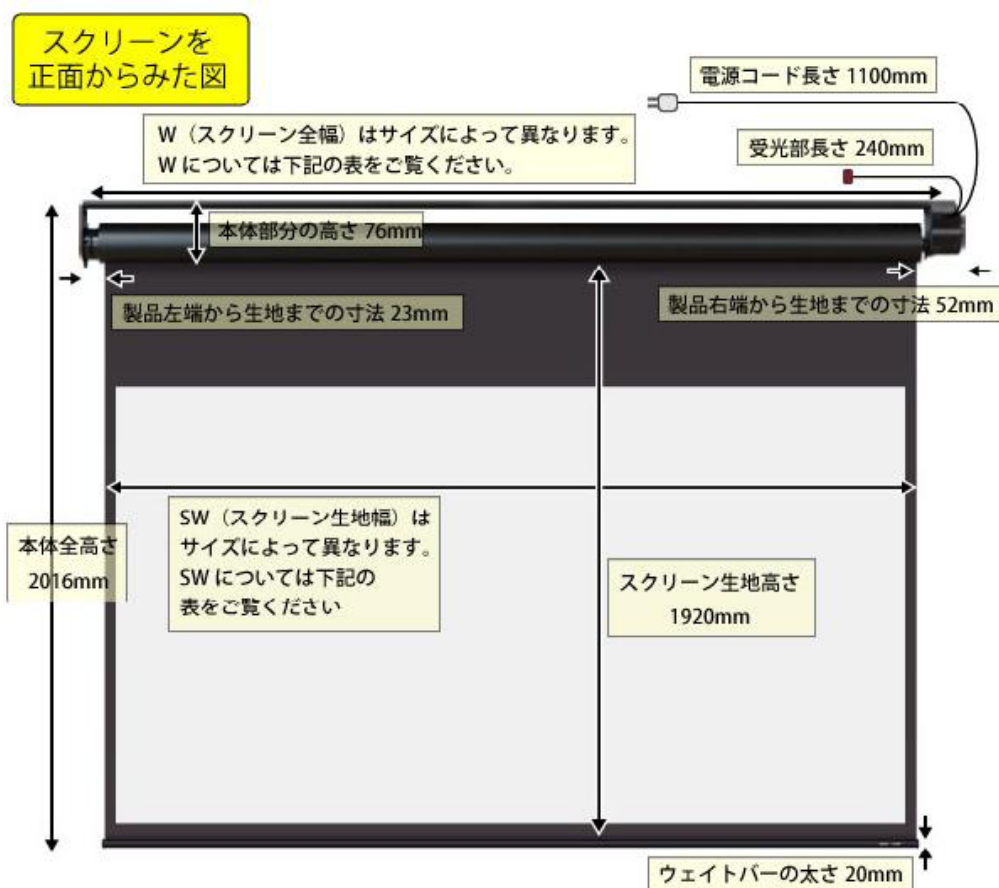 スクリーンを
正面からみた図
電源コード長さ 1100mm
W（スクリーン全幅）はサイズによって異なります。
W については下記の表をご覧ください。
受光部長さ 240mm
本体部分の高さ 76mm
製品左端から生地までの寸法 23mm
製品右端から生地までの寸法 52mm
SW（スクリーン生地幅）は
サイズによって異なります。
SW については下記の
表をご覧ください
本体全高さ
2016mm
スクリーン生地高さ
1920mm
ウェイトバーの太さ 20mm